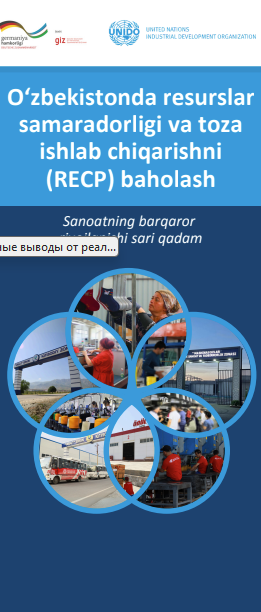 germaniya
hamkorligi
giz
UNIDO
UNITED NATIONS
INDUSTRIAL DEVELOPMENT ORGANIZATION
O‘zbekistonda resurslar
samaradorligi va toza
ishlab chiqarishni
(RECP) baholash
Sanoatning barqaror
sari qadam
ные выводы от реал...